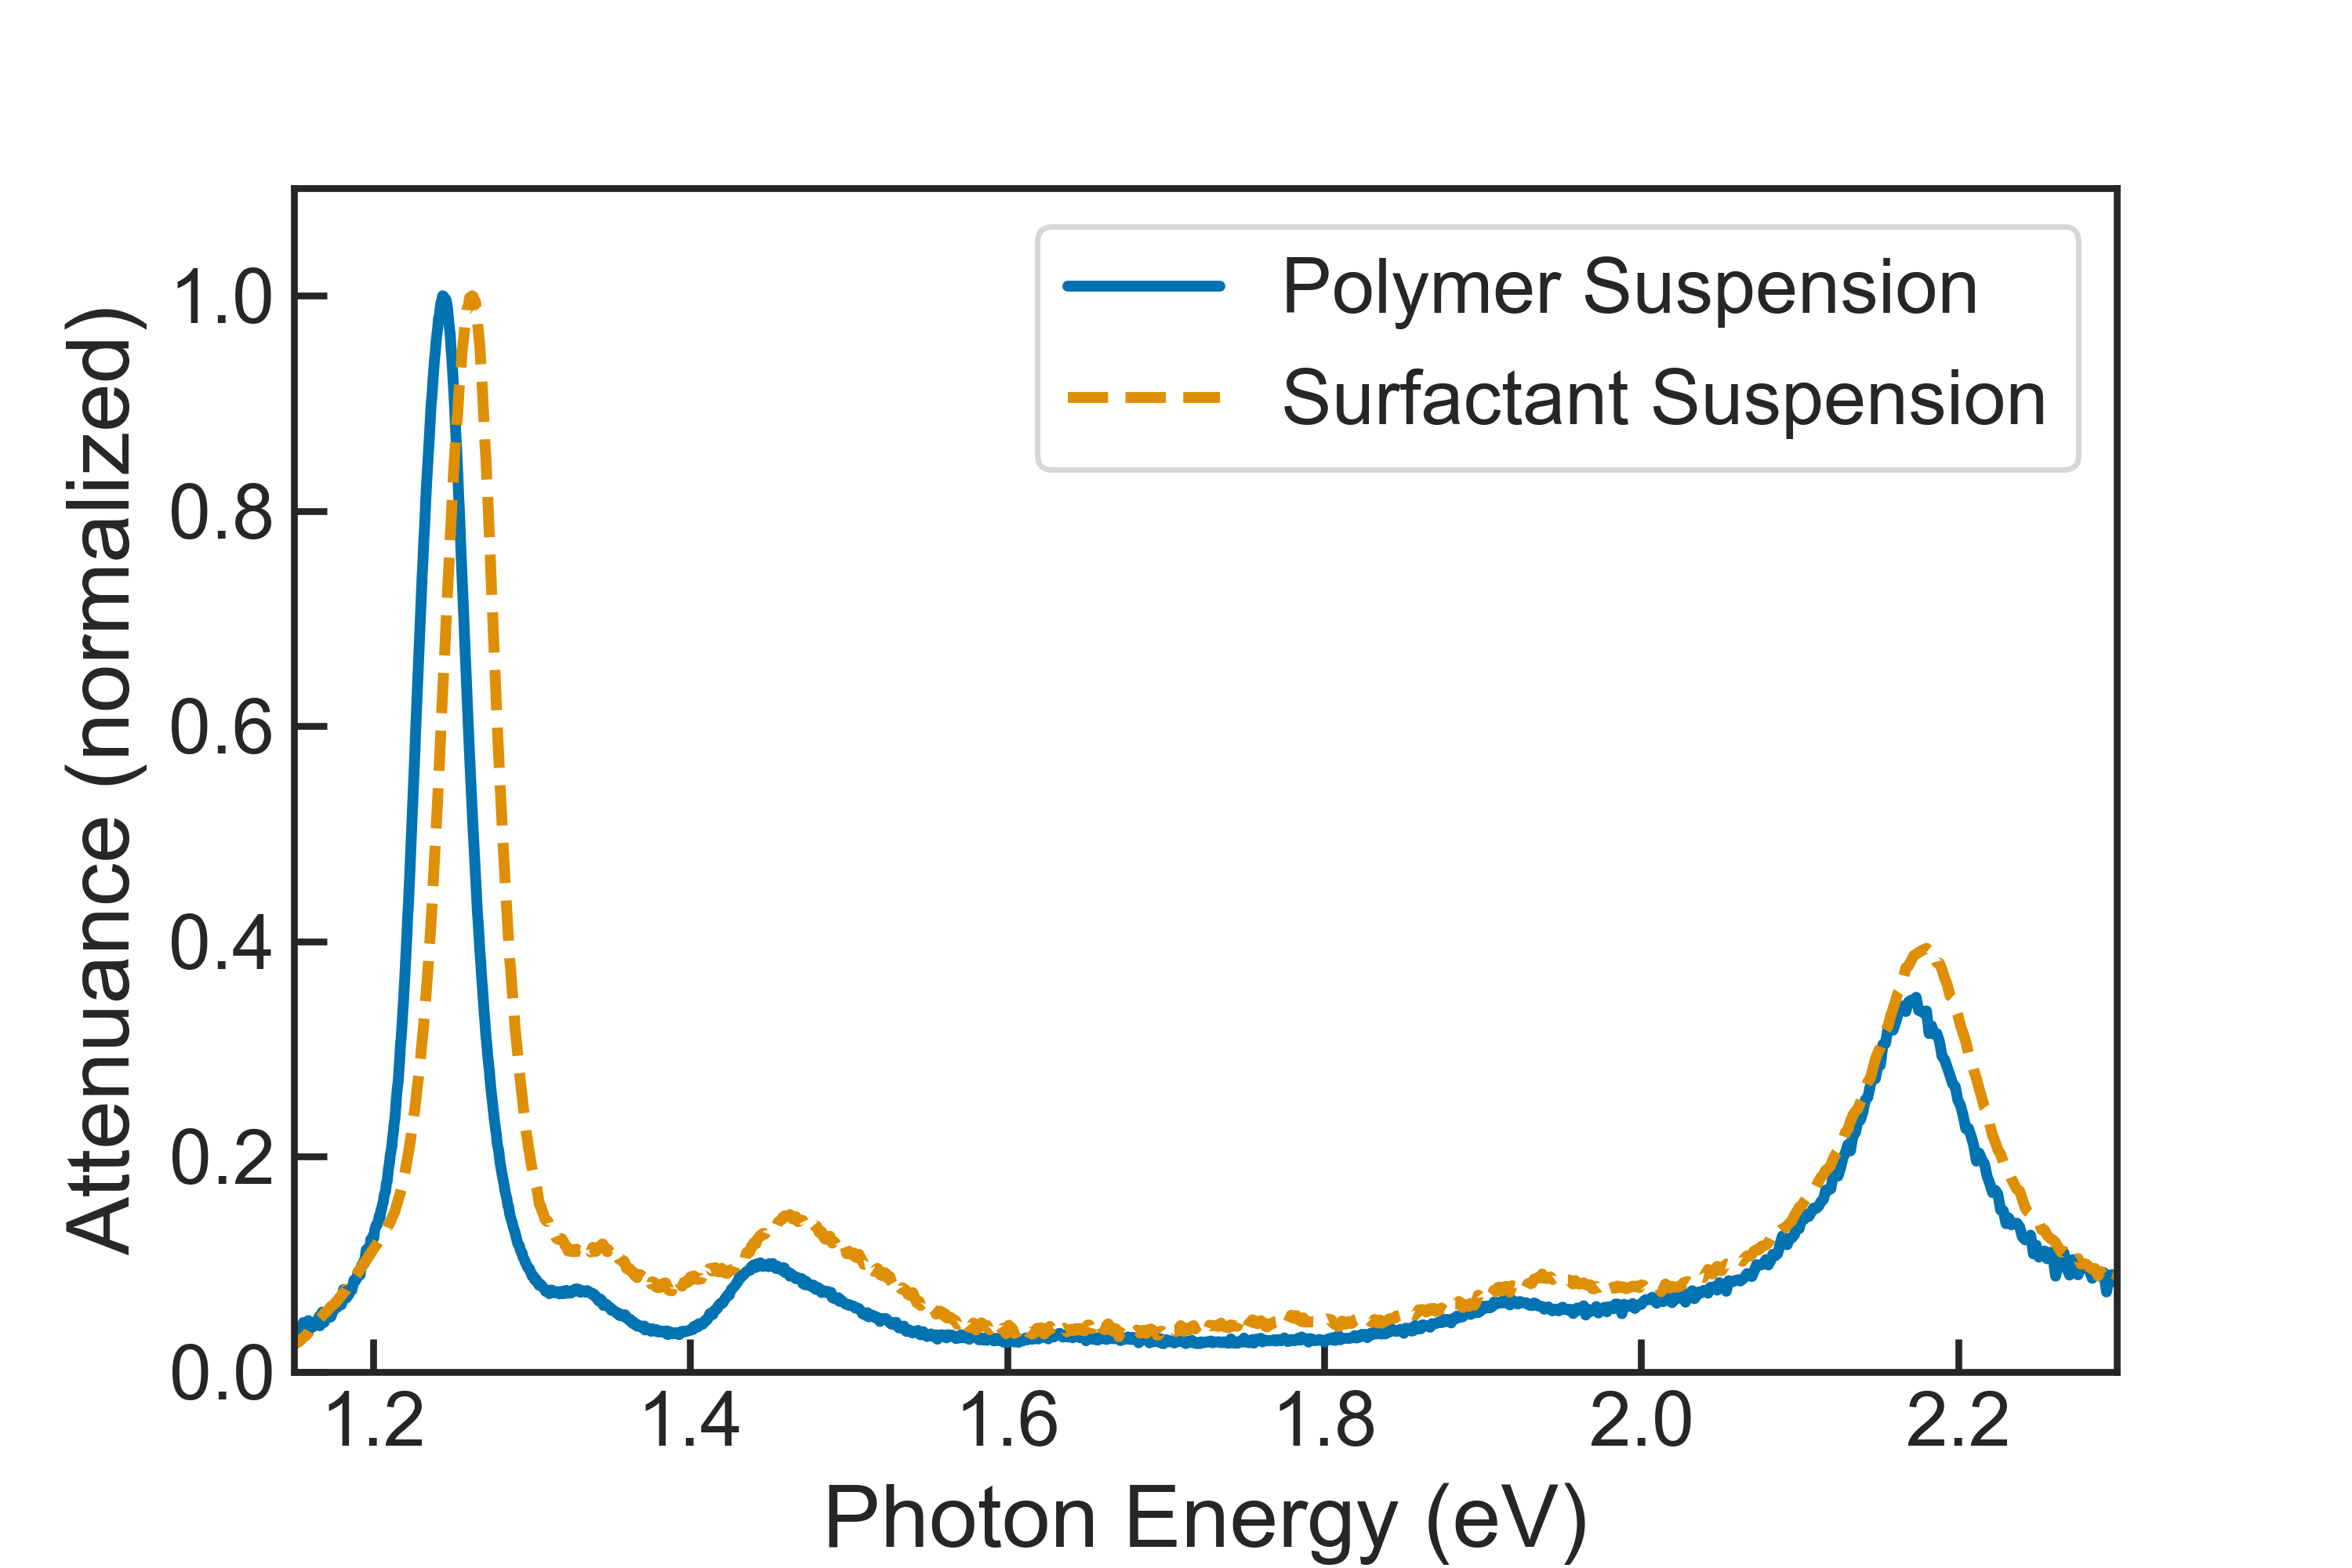 Polymer Suspension
Surfactant Suspension
Attenuance (normalized)
1.0
0.8
0.6
0.4
0.2
0.0
1.2 1.4 1.6 1.8 2.0 2.2
Photon Energy (eV)